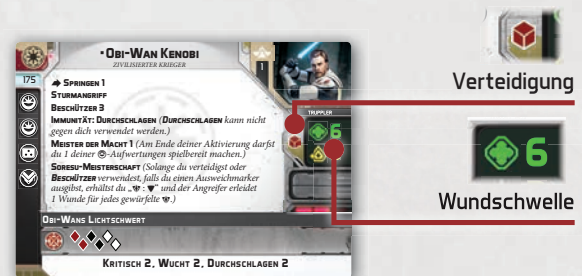 • Obi-Wan Kenobi
ZIVILISIERTER KRIEGER
1
175
Springen 1
Sturmangriff
Beschützer 3
Immunität: Durchschlagen (Durchschlagen kann nicht
gegen dich verwendet werden.)
Meister der Macht 1 (Am Ende deiner Aktivierung darfst
du 1 deiner -Aufwertungen spielbereit machen.)
Soresu-Meisterschaft (Solange du verteidigst oder
Beschützer verwendest, falls du einen Ausweichmarker
ausgibst, erhältst du „ : ” und der Angreifer erleidet
1 Wunde für jedes gewürfelte .)
TRUPPLER
6
Obi-Wans Lichtschwert
Kritisch 2, Wucht 2, Durchschlagen 2
Verteidigung
6
Wundschwelle